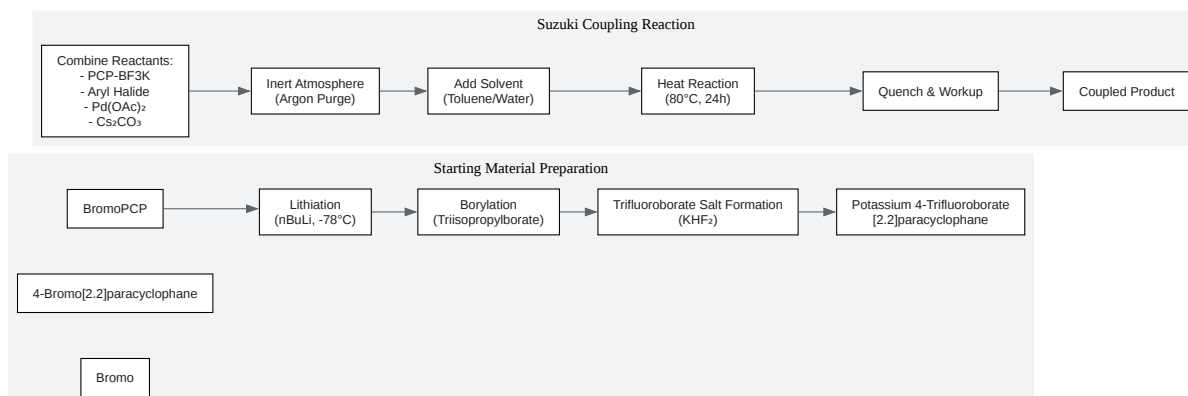 Suzuki Coupling Reaction
Combine Reactants:
- PCP-BF3K
- Aryl Halide
- Pd(OAc)₂
- Cs₂CO₃
Inert Atmosphere
(Argon Purge)
Add Solvent
(Toluene/Water)
Heat Reaction
(80°C, 24h)
Quench & Workup
Coupled Product
Starting Material Preparation
BromoPCP
Lithiation
(nBuLi, -78°C)
Borylation
(Triisopropylborate)
Trifluoroborate Salt Formation
(KHF₂)
Potassium 4-Trifluoroborate
[2.2]paracyclophane
4-Bromo[2.2]paracyclophane
Bromo